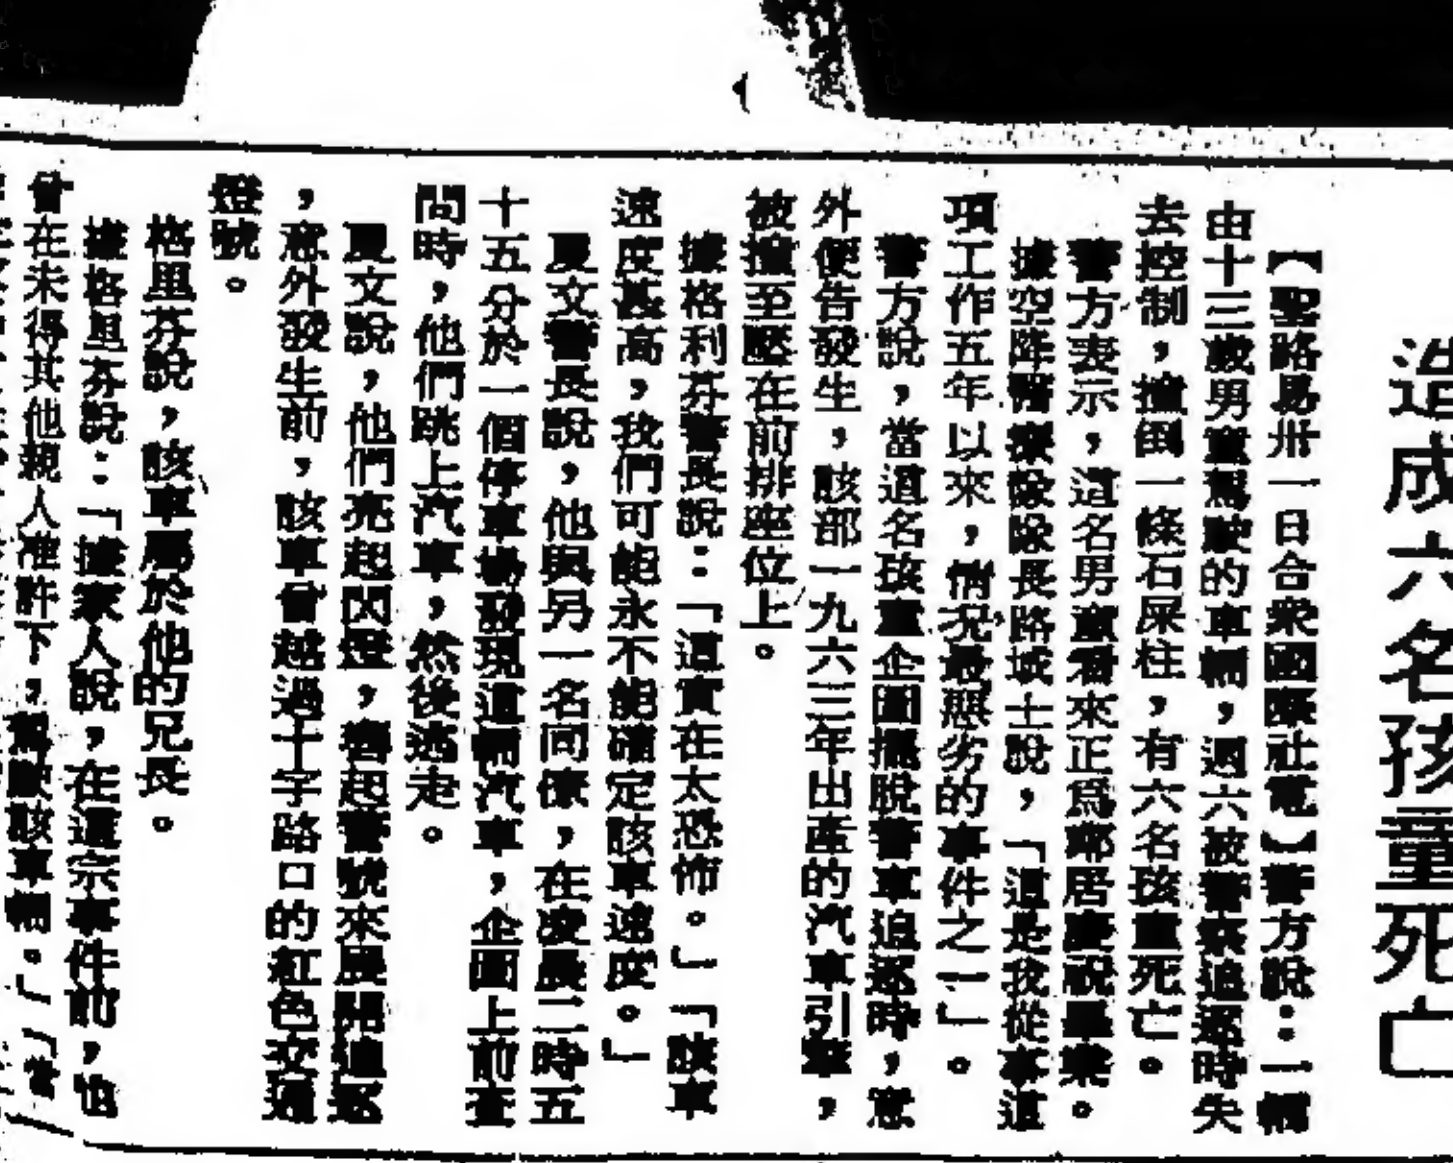 造成六名孩童死亡
【聖路易卅一日合衆國際社電】警方說：一輛
由十三歲男童駕駛的車輛，週六被警察追逐時失
去控制，撞倒一條石屎柱，有六名孩童死亡。
警方表示，這名男童看來正爲鄰居慶祝畢業。
據空降醫療隊隊長路域士說，「這是我從事這
項工作五年以來，情况最惡劣的事件之一」。
警方說，當這名孩童企圖擺脫警車追逐時，意
外便告發生，該部一九六三年出產的汽車引擎，
被撞至壓在前排座位上。
據格利芬警長說：「這實在太恐怖。」「該車
速度甚高，我們可能永不能確定該車速度。」
夏文警長說，他與另一名同僚，在凌晨二時五
十五分於一個停車場發現這輛汽車，企圖上前查
問時，他們跳上汽車，然後逃走。
夏文說，他們亮起閃燈，響起警號來展開追逐
，意外發生前，該車曾越過十字路口的紅色交通
燈號。
格里芬說，該車屬於他的兄長。
據格里芬說：「據家人說，在這宗事件前，他
曾在未得其他親人准許下，駕駛該車輛。」「當